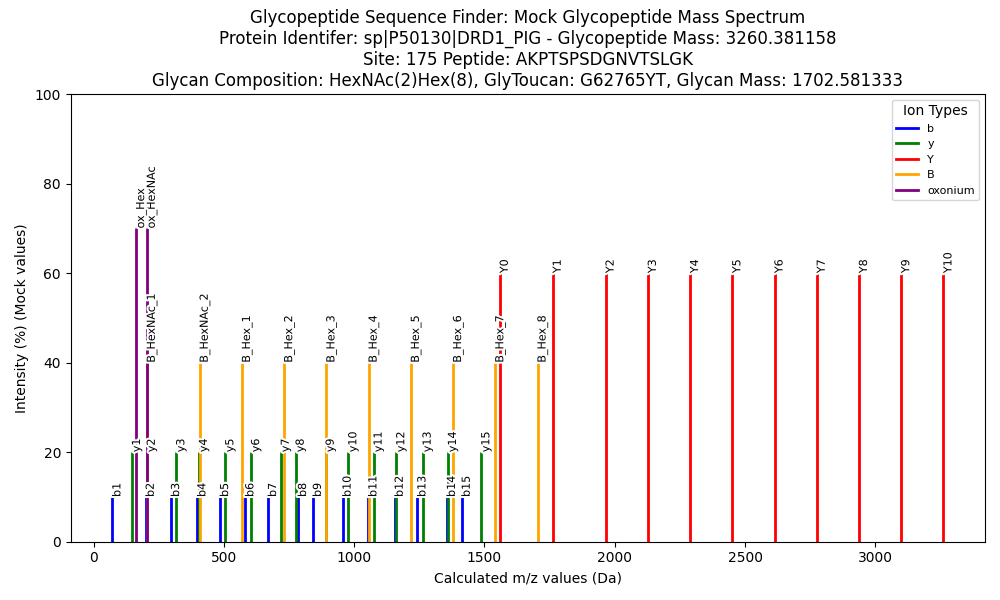 Glycopeptide Sequence Finder: Mock Glycopeptide Mass Spectrum
Protein Identifer: sp|P50130|DRD1_PIG - Glycopeptide Mass: 3260.381158
Site: 175 Peptide: AKPTSPSDGNVTSLGK
Glycan Composition: HexNAc(2)Hex(8), GlyToucan: G62765YT, Glycan Mass: 1702.581333
Intensity (%) (Mock values)
100
80
60
40
20
0
Ion Types
b
y
Y
B
oxonium
ox_Hex
ox_HexNAc
Y0
Y1
Y2
Y3
Y4
Y5
Y6
Y7
Y8
Y9
Y10
B_HexNAc_1
B_HexNAc_2
B_Hex_1
B_Hex_2
B_Hex_3
B_Hex_4
B_Hex_5
B_Hex_6
B_Hex_7
B_Hex_8
y1
y2
y3
y4
y5
y6
y7
y8
y9
y10
y11
y12
y13
y14
y15
b1
b2
b3
b4
b5
b6
b7
b8
b9
b10
b11
b12
b13
b14
b15
0
500
1000
1500
2000
2500
3000
Calculated m/z values (Da)